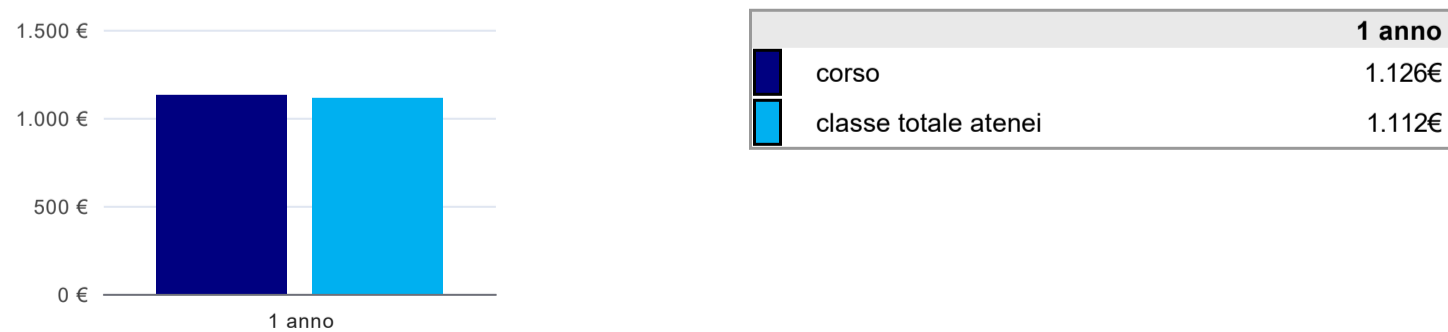 1.500 €
1.000 €
500 €
0 €
1 anno
1 anno
corso 1.126€
classe totale atenei 1.112€